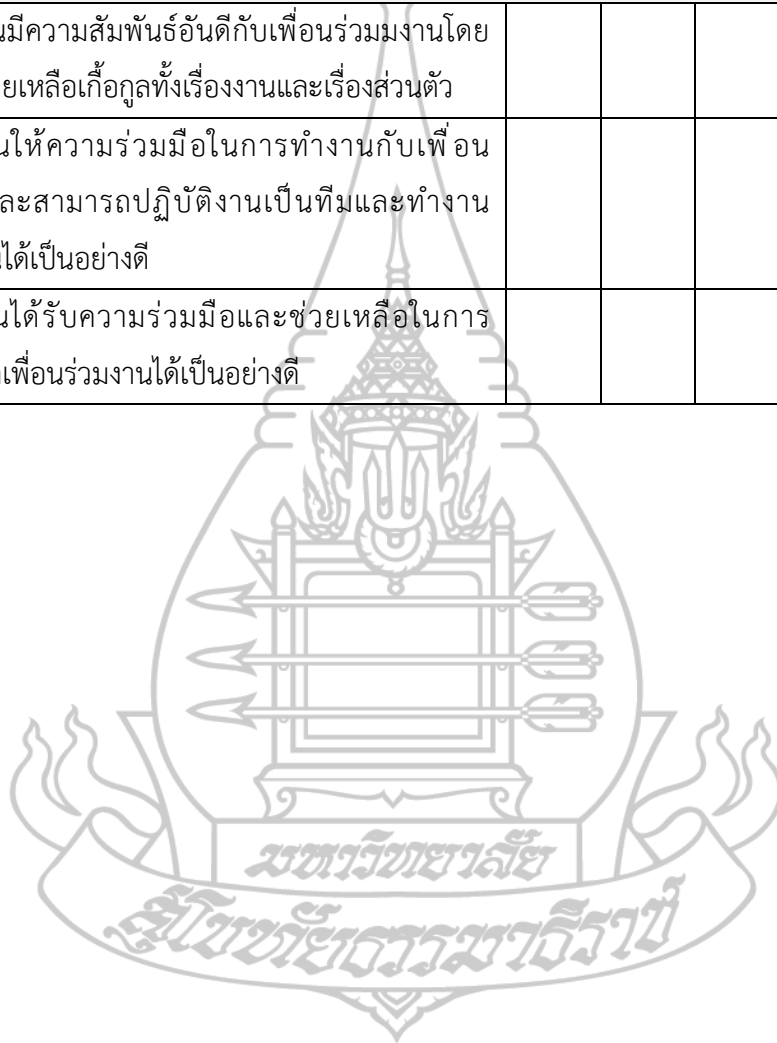 นมีความสัมพันธ์อันดีกับเพื่อนร่วมมงานโดย
ยเหลือเกื้อกูลทั้งเรื่องงานและเรื่องส่วนตัว
นให้ความร่วมมือในการทำงานกับเพื่อน
ละสามารถปฏิบัติงานเป็นทีมและทำงาน
ได้เป็นอย่างดี
นได้รับความร่วมมือและช่วยเหลือในการ
เพื่อนร่วมงานได้เป็นอย่างดี
มหาวิทยาลัย
สุโขทัยธรรมาธิราช